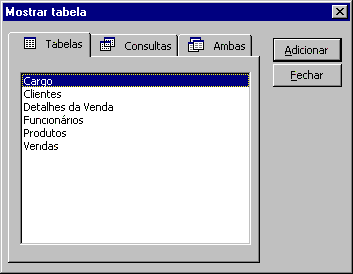 Mostrar tabela
Tabelas Consultas Ambas
Adicionar
Fechar
Cargo
Clientes
Detalhes da Venda
Funcionários
Produtos
Vendas